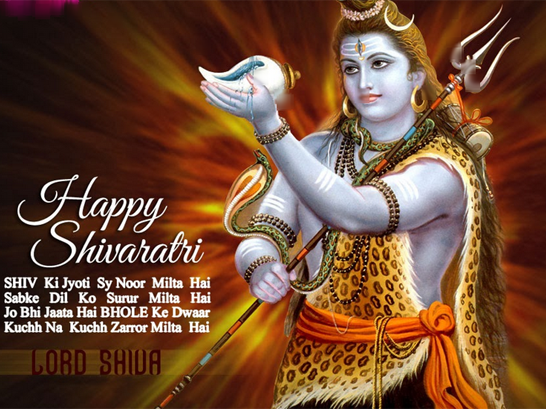 Happy
Shivaratri
SHIV Ki Jyoti Sy Noor Milta Hai
Sabke Dil Ko Surur Milta Hai
Jo Bhi Jaata Hai BHOLE Ke Dwaar
Kuchh Na Kuchh Zarror Milta Hai
LORD SHIVA